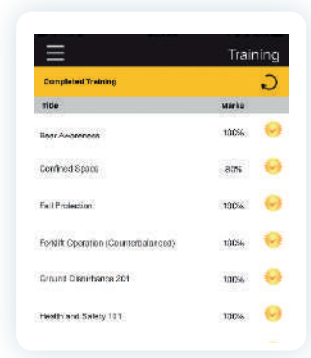 Training
Completed Training
Title Marks
Bear Awareness 100%
Confined Space 80%
Fall Protection 100%
Forklift Operation (Counterbalanced) 100%
Ground Disturbance 201 100%
Health and Safety 101 100%